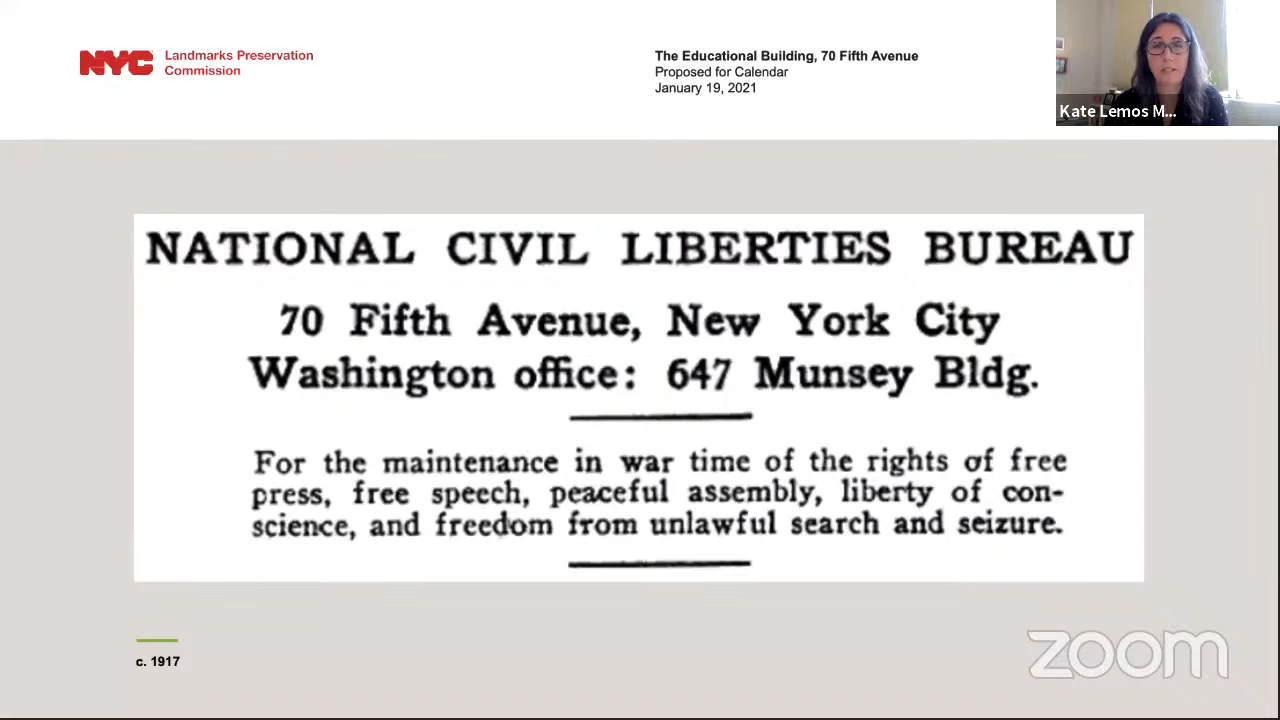 NYC Landmarks Preservation
Commission
The Educational Building, 70 Fifth Avenue
Proposed for Calendar
January 19, 2021
Kate Lemos M...
NATIONAL CIVIL LIBERTIES BUREAU
70 Fifth Avenue, New York City
Washington office: 647 Munsey Bldg.
For the maintenance in war time of the rights of free
press, free speech, peaceful assembly, liberty of con-
science, and freedom from unlawful search and seizure.
c. 1917
zoom